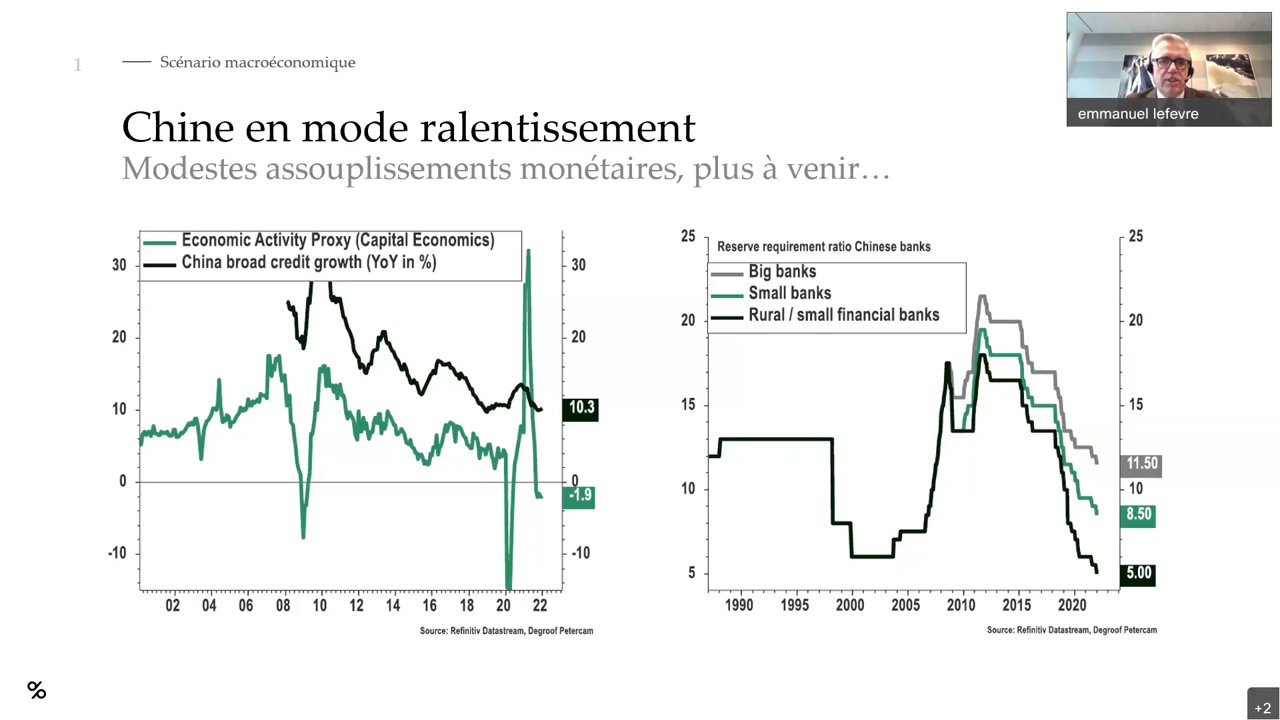 1
Scénario macroéconomique
emmanuel lefevre
Chine en mode ralentissement
Modestes assouplissements monétaires, plus à venir…
Economic Activity Proxy (Capital Economics)
China broad credit growth (YoY in %)
30
20
10
0
-10
30
20
10.3
0
-1.9
-10
02 04 06 08 10 12 14 16 18 20 22
Source: Refinitiv Datastream, Degroof Petercam
Reserve requirement ratio Chinese banks
Big banks
Small banks
Rural / small financial banks
25
20
15
10
5
25
20
15
11.50
10
8.50
5.00
1990 1995 2000 2005 2010 2015 2020
Source: Refinitiv Datastream, Degroof Petercam
%
+2